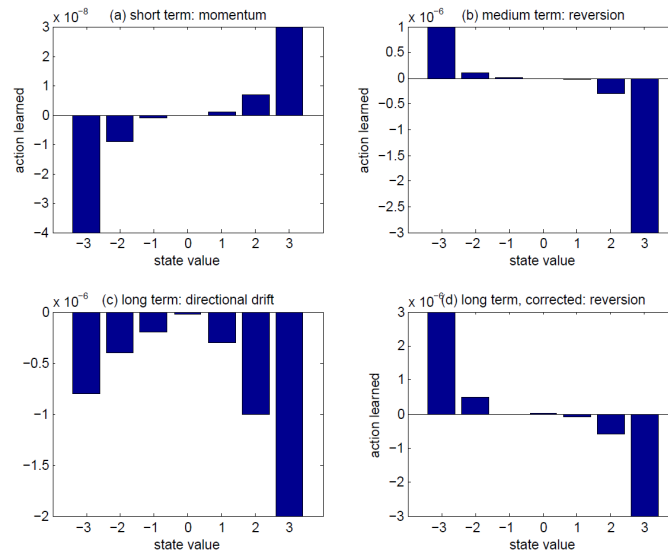 x 10⁻⁸ (a) short term: momentum
3
2
1
0
−1
−2
−3
−4
action learned
−3 −2 −1 0 1 2 3
state value
x 10⁻⁶ (b) medium term: reversion
1
0.5
0
−0.5
−1
−1.5
−2
−2.5
−3
action learned
−3 −2 −1 0 1 2 3
state value
x 10⁻⁶ (c) long term: directional drift
0
−0.5
−1
−1.5
−2
action learned
−3 −2 −1 0 1 2 3
state value
x 10⁻⁶ (d) long term, corrected: reversion
3
2
1
0
−1
−2
−3
action learned
−3 −2 −1 0 1 2 3
state value